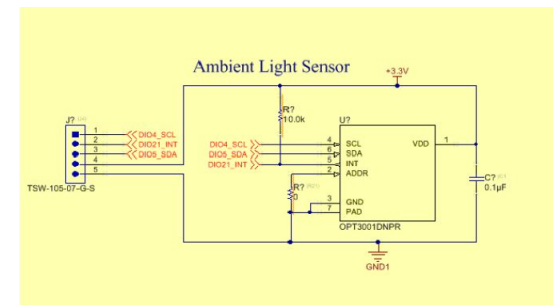 Ambient Light Sensor
+3.3V
J?
1
2
3
4
5
DIO4_SCL
DIO21_INT
DIO5_SDA
TSW-105-07-G-S
R?
10.0k
DIO4_SCL
DIO5_SDA
DIO21_INT
R?
0
U?
4 SCL
6 SDA
5 INT
2 ADDR
3 GND
7 PAD
VDD 1
OPT3001DNPR
C?
0.1µF
GND1